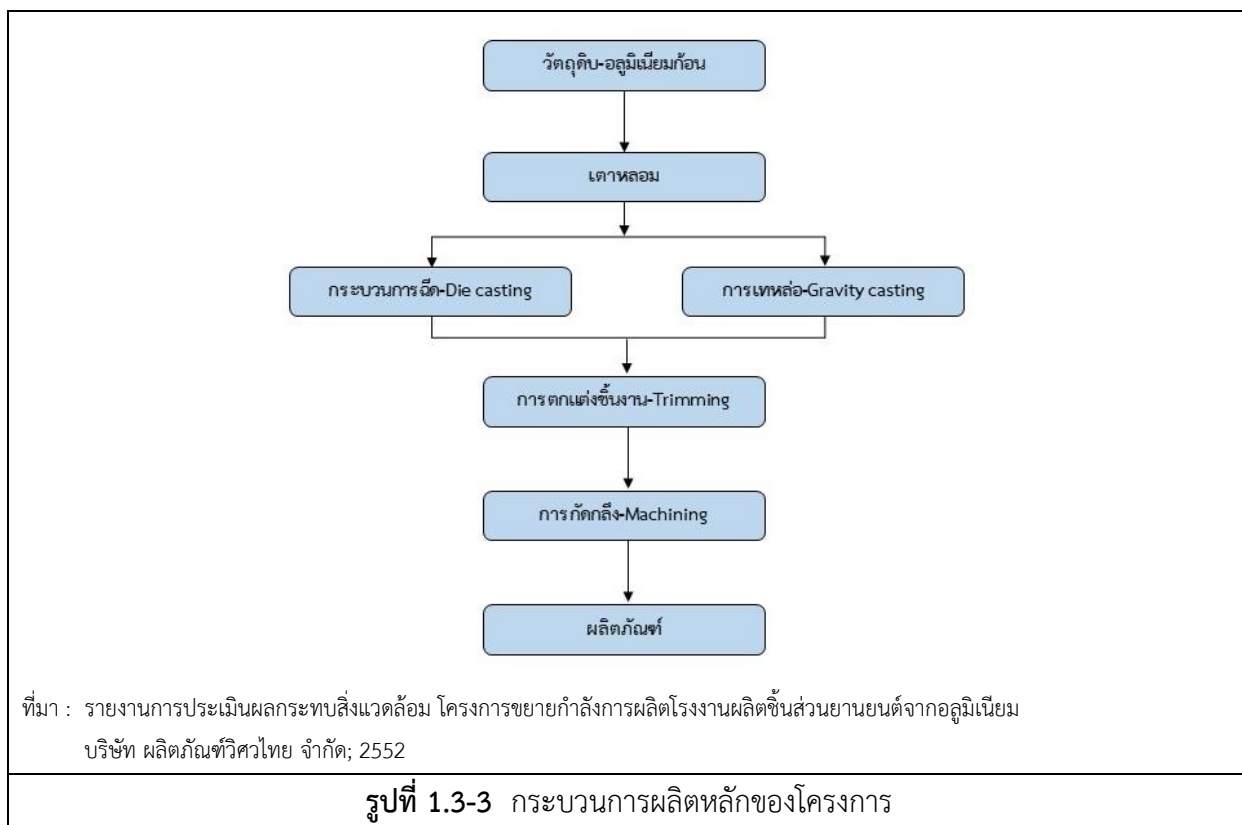 วัตถุดิบ-อลูมิเนียมก้อน
เตาหลอม
กระบวนการฉีด-Die casting
การเทหล่อ-Gravity casting
การตกแต่งชิ้นงาน-Trimming
การกัดกลึง-Machining
ผลิตภัณฑ์
ที่มา : รายงานการประเมินผลกระทบสิ่งแวดล้อม โครงการขยายกำลังการผลิตโรงงานผลิตชิ้นส่วนยานยนต์จากอลูมิเนียม
บริษัท ผลิตภัณฑ์วิศวไทย จำกัด; 2552
รูปที่ 1.3-3 กระบวนการผลิตหลักของโครงการ